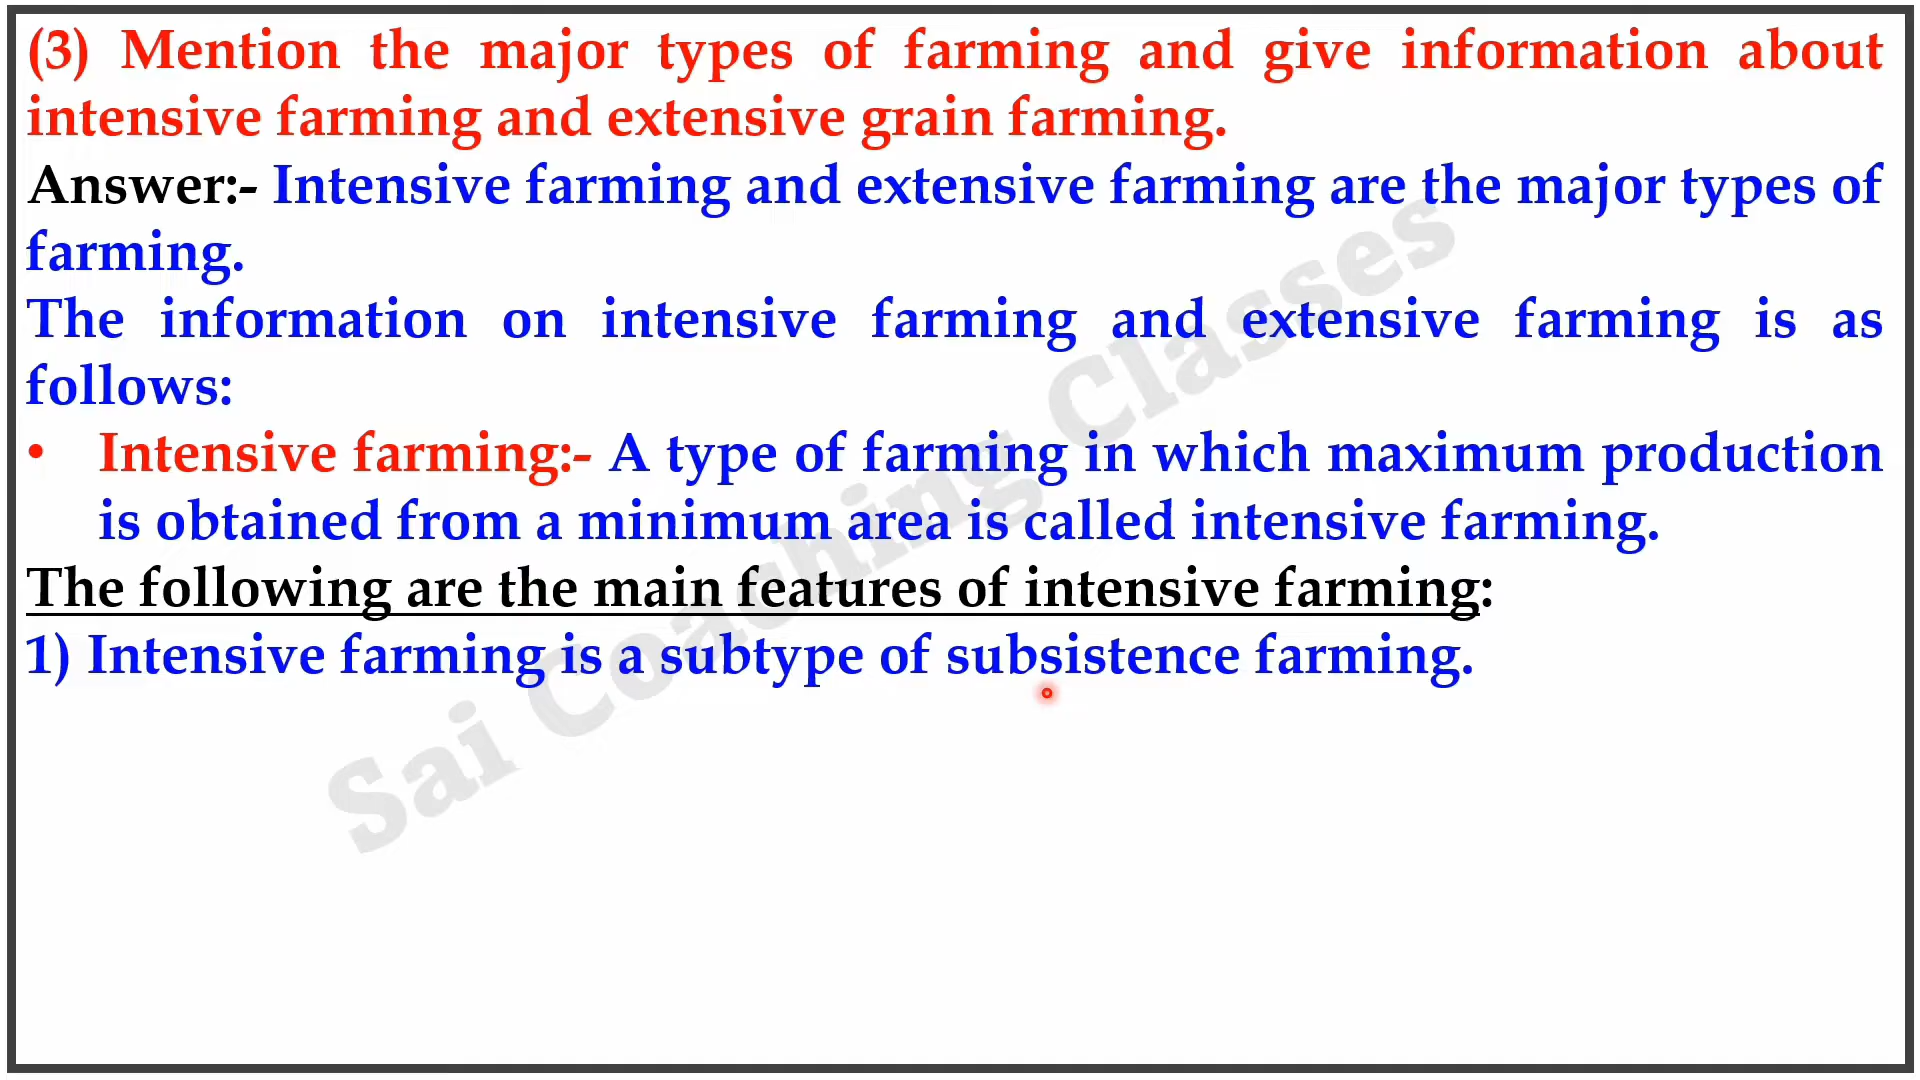 (3) Mention the major types of farming and give information about
intensive farming and extensive grain farming.
Answer:- Intensive farming and extensive farming are the major types of
farming.
The information on intensive farming and extensive farming is as
follows:
• Intensive farming:- A type of farming in which maximum production
is obtained from a minimum area is called intensive farming.
The following are the main features of intensive farming:
1) Intensive farming is a subtype of subsistence farming.
Sai Coaching Classes